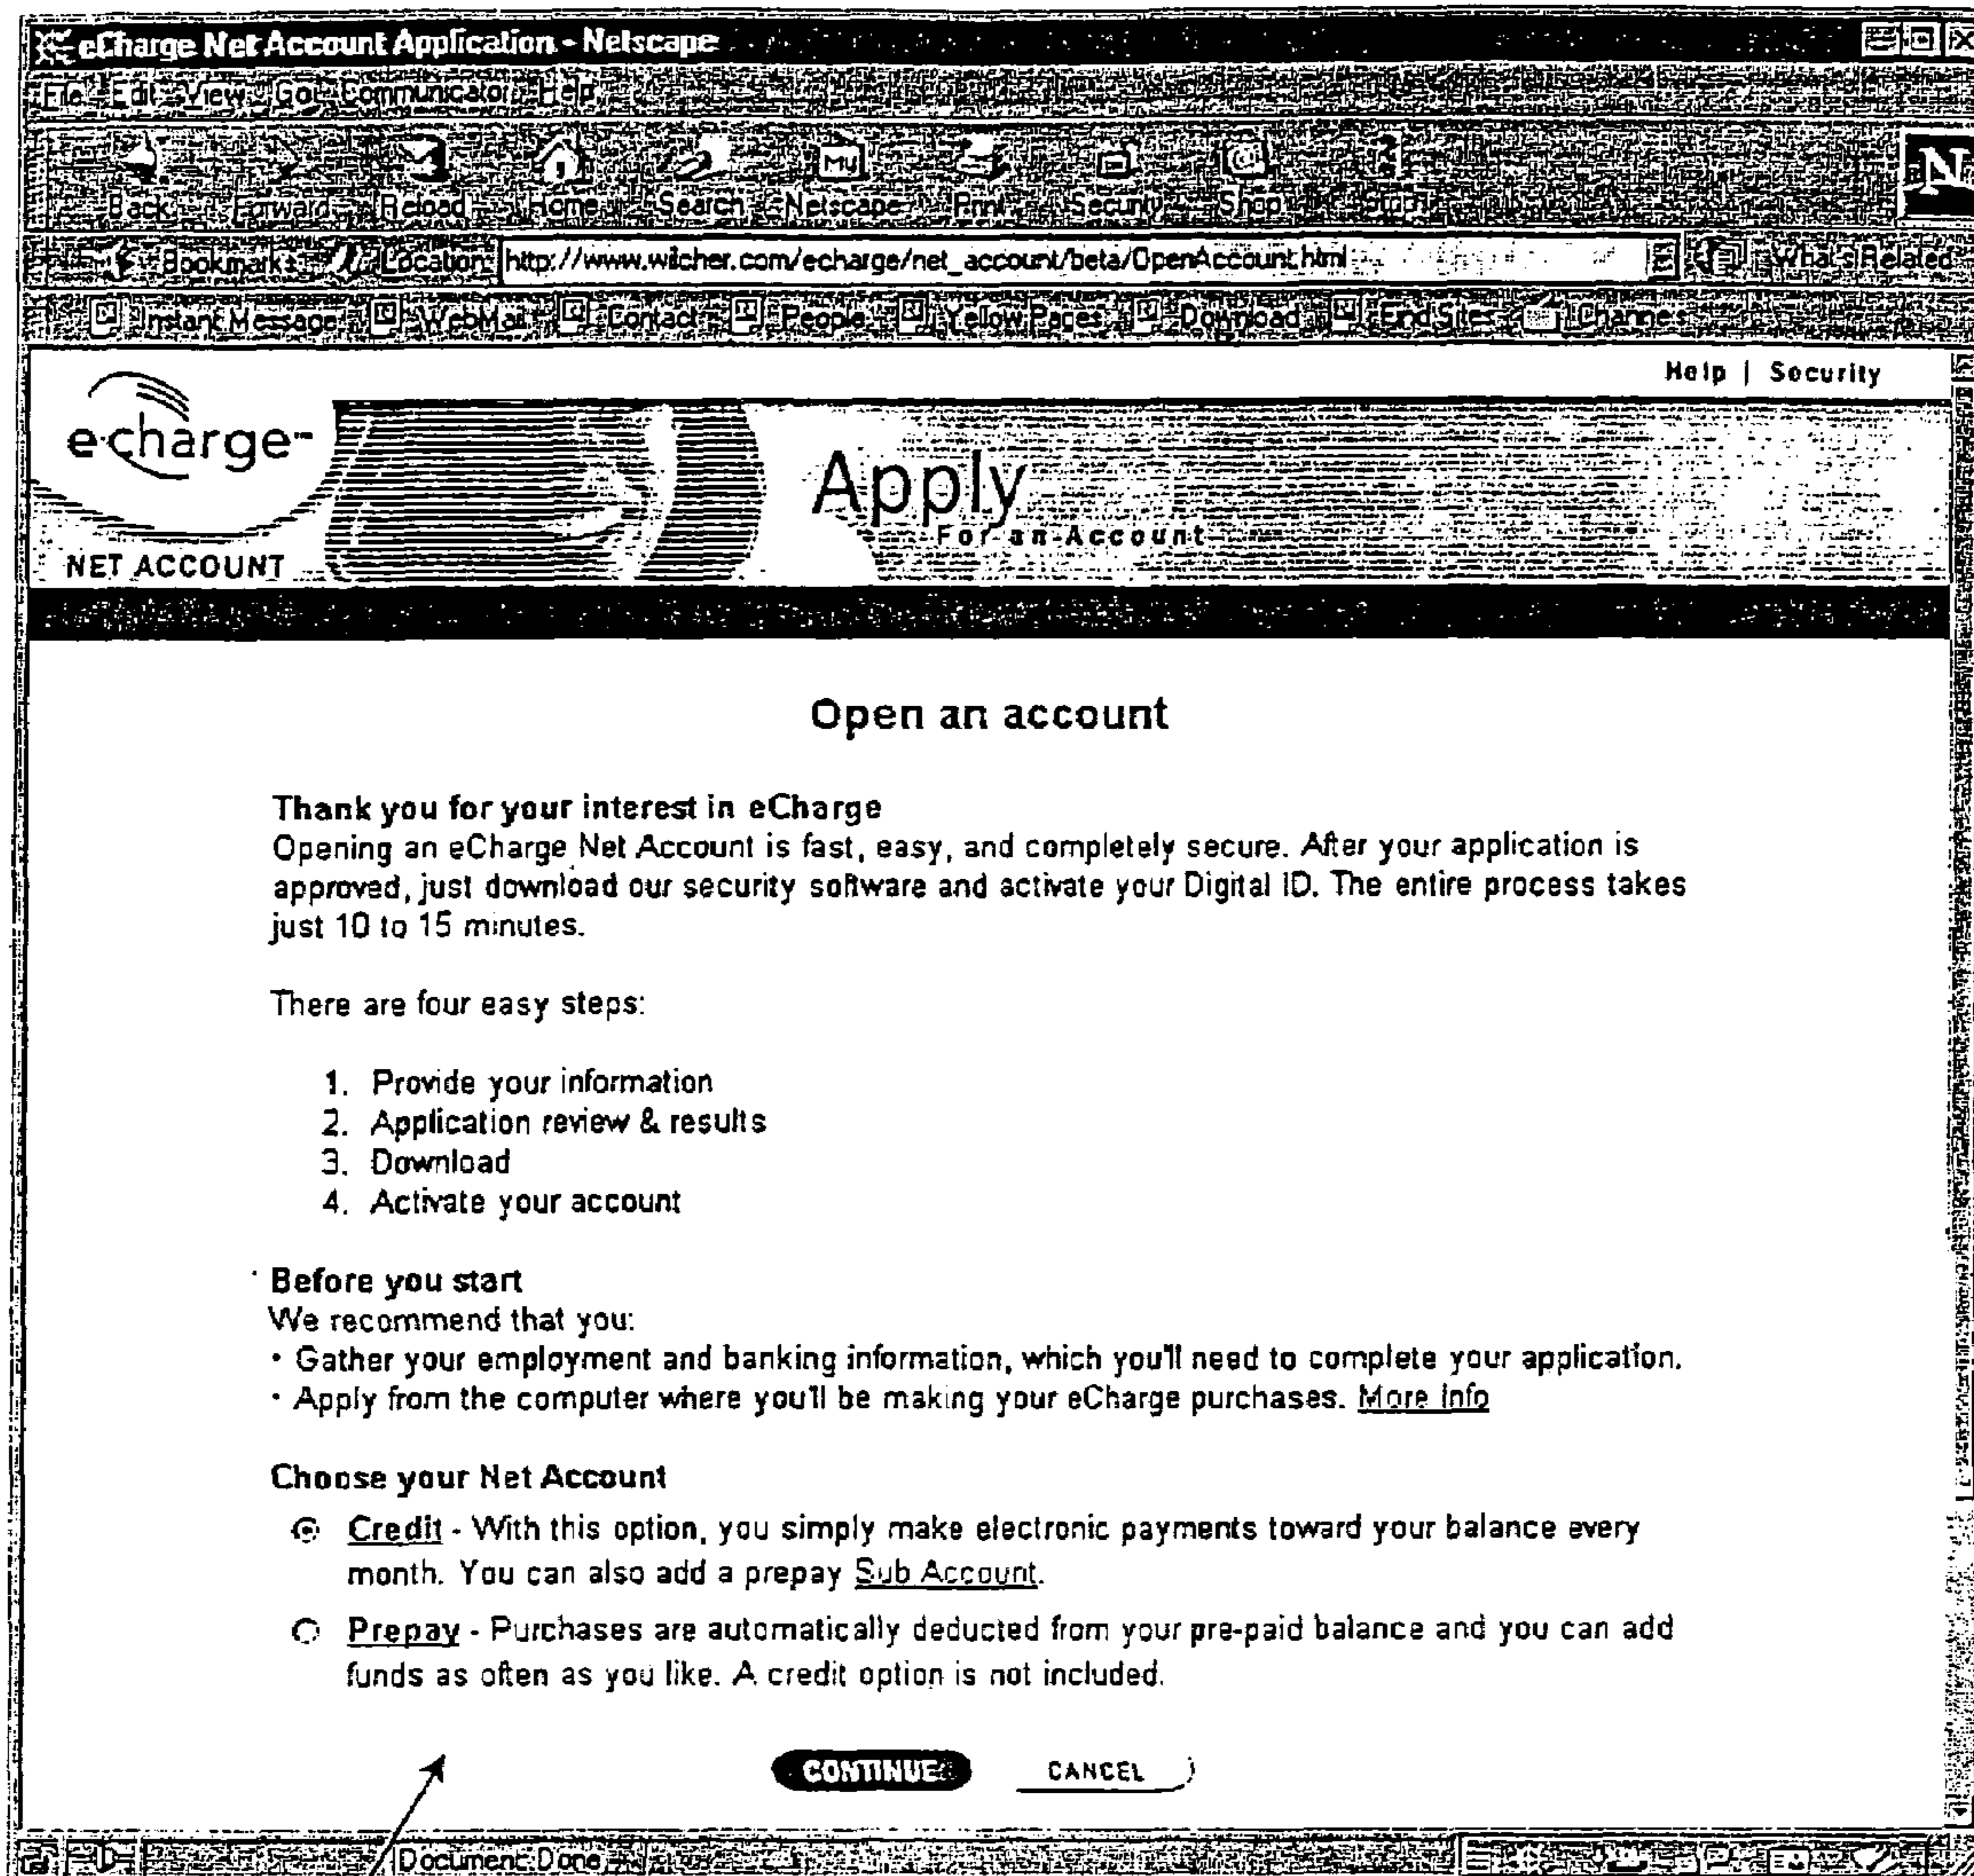 eCharge Net Account Application - Netscape
File Edit View Go Communicator Help
Back Forward Reload Home Search Netscape Print Security Shop Stop
Bookmarks Location: http://www.wilcher.com/echarge/net_account/beta/OpenAccount.html What's Related
Instant Message WebMail Contact People Yellow Pages Download Find Sites Channels
Help | Security
echarge™
Apply
For an Account
NET ACCOUNT
Open an account
Thank you for your interest in eCharge
Opening an eCharge Net Account is fast, easy, and completely secure. After your application is
approved, just download our security software and activate your Digital ID. The entire process takes
just 10 to 15 minutes.
There are four easy steps:
1. Provide your information
2. Application review & results
3. Download
4. Activate your account
Before you start
We recommend that you:
• Gather your employment and banking information, which you'll need to complete your application.
• Apply from the computer where you'll be making your eCharge purchases. More Info
Choose your Net Account
Credit - With this option, you simply make electronic payments toward your balance every
month. You can also add a prepay Sub Account.
Prepay - Purchases are automatically deducted from your pre-paid balance and you can add
funds as often as you like. A credit option is not included.
CONTINUE CANCEL
Document: Done